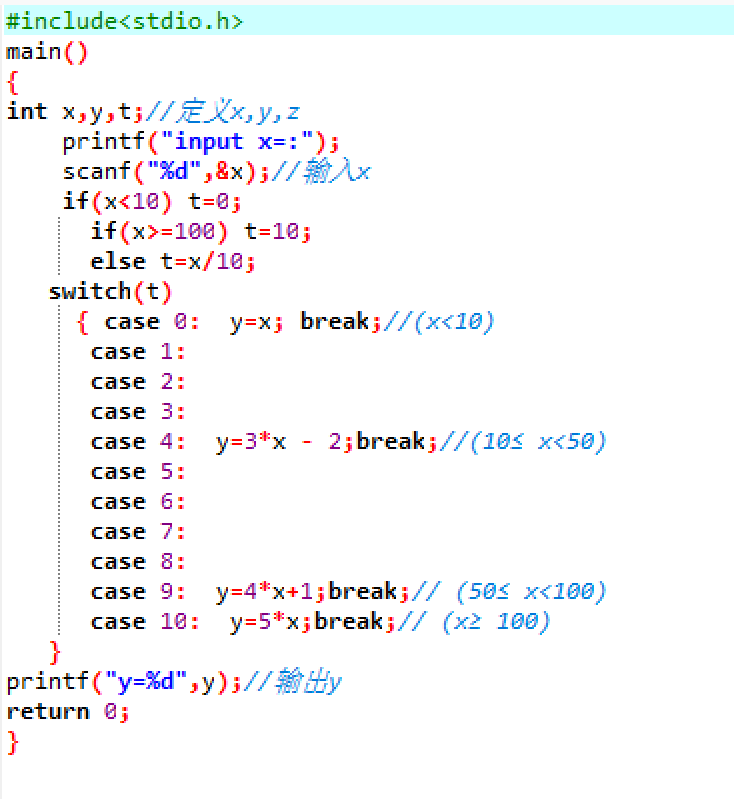 #include<stdio.h>
main()
{
int x,y,t;//定义x,y,z
printf("input x=:");
scanf("%d",&x);//输入x
if(x<10) t=0;
if(x>=100) t=10;
else t=x/10;
switch(t)
{ case 0:  y=x; break;//(x<10)
case 1:
case 2:
case 3:
case 4:  y=3*x - 2;break;//(10≤ x<50)
case 5:
case 6:
case 7:
case 8:
case 9:  y=4*x+1;break;// (50≤ x<100)
case 10:  y=5*x;break;// (x≥ 100)
}
printf("y=%d",y);//输出y
return 0;
}